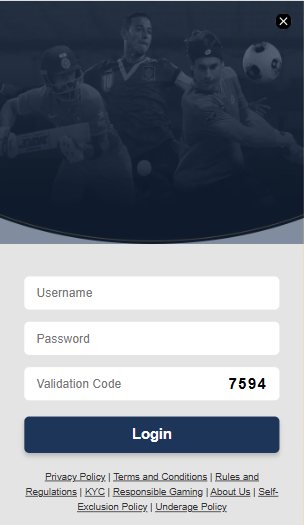 Username
Password
Validation Code 7594
Login
Privacy Policy | Terms and Conditions | Rules and
Regulations | KYC | Responsible Gaming | About Us | Self-
Exclusion Policy | Underage Policy